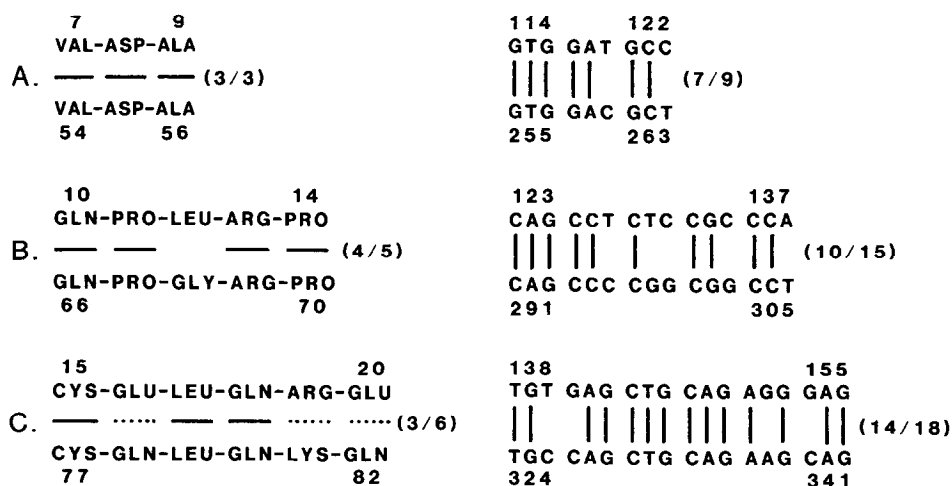 7 9 114 122
VAL-ASP-ALA GTG GAT GCC
A. (3/3) (7/9)
VAL-ASP-ALA GTG GAC GCT
54 56 255 263
10 14 123 137
GLN-PRO-LEU-ARG-PRO CAG CCT CTC CGC CCA
B. (4/5) (10/15)
GLN-PRO-GLY-ARG-PRO CAG CCC CGG CGG CCT
66 70 291 305
15 20 138 155
CYS-GLU-LEU-GLN-ARG-GLU TGT GAG CTG CAG AGG GAG
C. (3/6) (14/18)
CYS-GLN-LEU-GLN-LYS-GLN TGC CAG CTG CAG AAG CAG
77 82 324 341